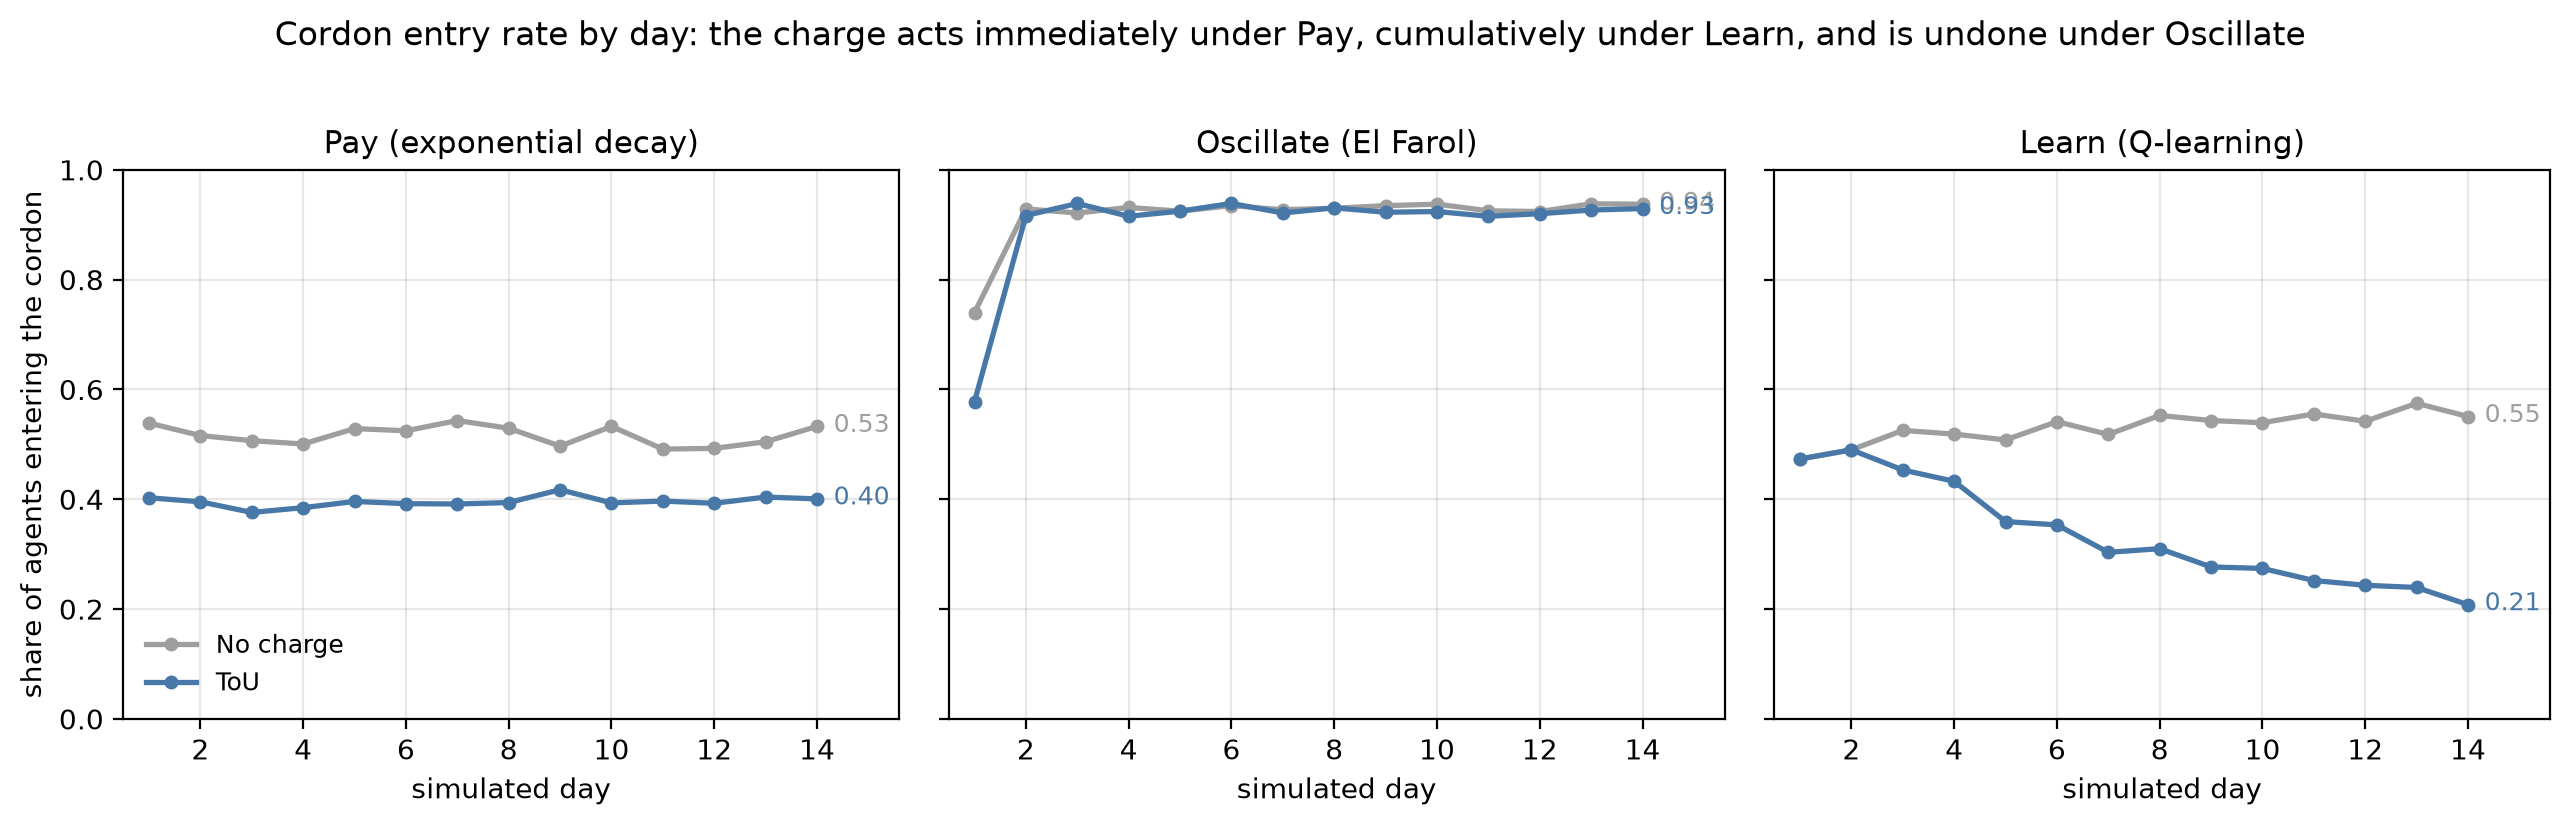 Cordon entry rate by day: the charge acts immediately under Pay, cumulatively under Learn, and is undone under Oscillate
Pay (exponential decay)
share of agents entering the cordon
1.0
0.8
0.6
0.4
0.2
0.0
0.53
0.40
No charge
ToU
2 4 6 8 10 12 14
simulated day
Oscillate (El Farol)
0.94
0.93
2 4 6 8 10 12 14
simulated day
Learn (Q-learning)
0.55
0.21
2 4 6 8 10 12 14
simulated day